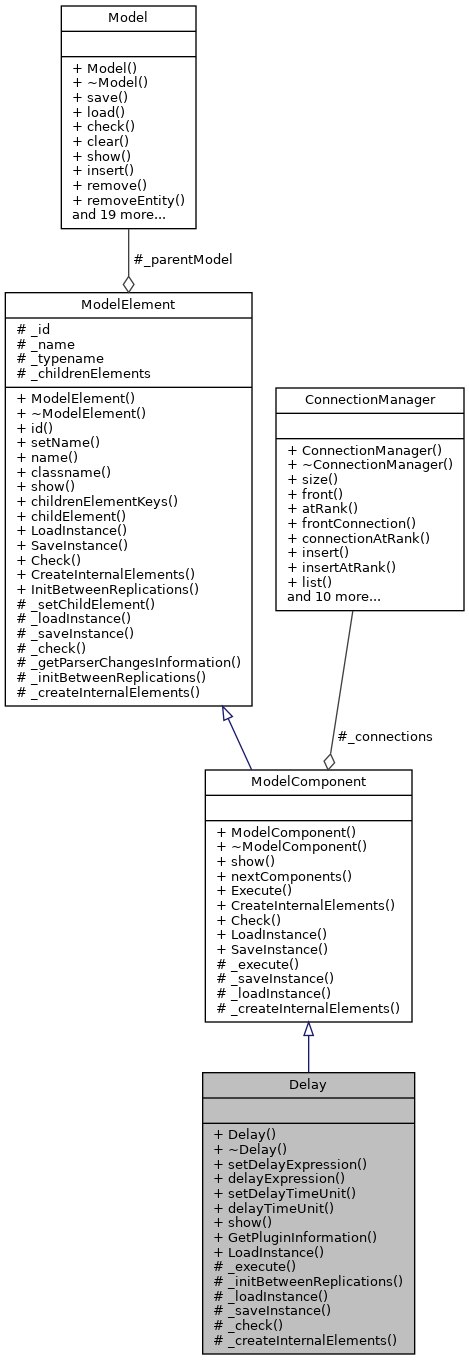 Model
+ Model()
+ ~Model()
+ save()
+ load()
+ check()
+ clear()
+ show()
+ insert()
+ remove()
+ removeEntity()
and 19 more...
#_parentModel
ModelElement
# _id
# _name
# _typename
# _childrenElements
+ ModelElement()
+ ~ModelElement()
+ id()
+ setName()
+ name()
+ classname()
+ show()
+ childrenElementKeys()
+ childElement()
+ LoadInstance()
+ SaveInstance()
+ Check()
+ CreateInternalElements()
+ InitBetweenReplications()
# _setChildElement()
# _loadInstance()
# _saveInstance()
# _check()
# _getParserChangesInformation()
# _initBetweenReplications()
# _createInternalElements()
ConnectionManager
+ ConnectionManager()
+ ~ConnectionManager()
+ size()
+ front()
+ atRank()
+ frontConnection()
+ connectionAtRank()
+ insert()
+ insertAtRank()
+ list()
and 10 more...
#_connections
ModelComponent
+ ModelComponent()
+ ~ModelComponent()
+ show()
+ nextComponents()
+ Execute()
+ CreateInternalElements()
+ Check()
+ LoadInstance()
+ SaveInstance()
# _execute()
# _saveInstance()
# _loadInstance()
# _createInternalElements()
Delay
+ Delay()
+ ~Delay()
+ setDelayExpression()
+ delayExpression()
+ setDelayTimeUnit()
+ delayTimeUnit()
+ show()
+ GetPluginInformation()
+ LoadInstance()
# _execute()
# _initBetweenReplications()
# _loadInstance()
# _saveInstance()
# _check()
# _createInternalElements()